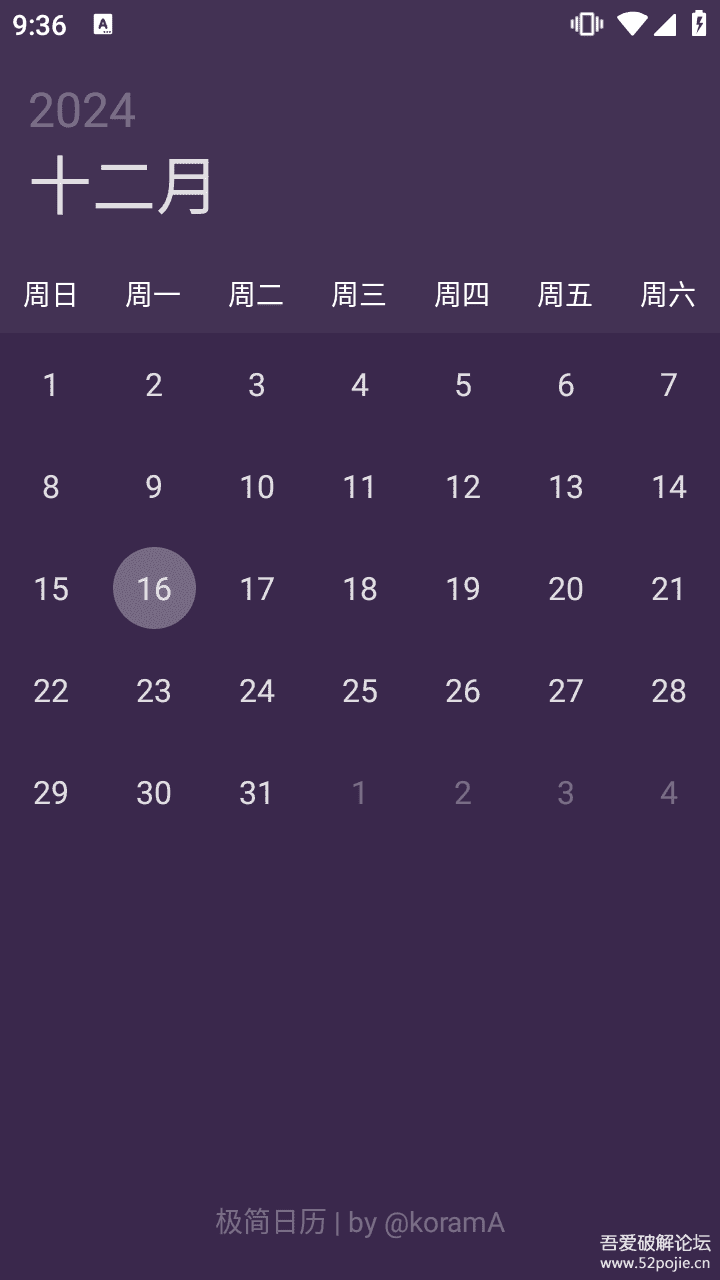 9:36 A
2024
十二月
周日 周一 周二 周三 周四 周五 周六
1 2 3 4 5 6 7
8 9 10 11 12 13 14
15 16 17 18 19 20 21
22 23 24 25 26 27 28
29 30 31 1 2 3 4
极简日历 | by @koramA
吾爱破解论坛
www.52pojie.cn